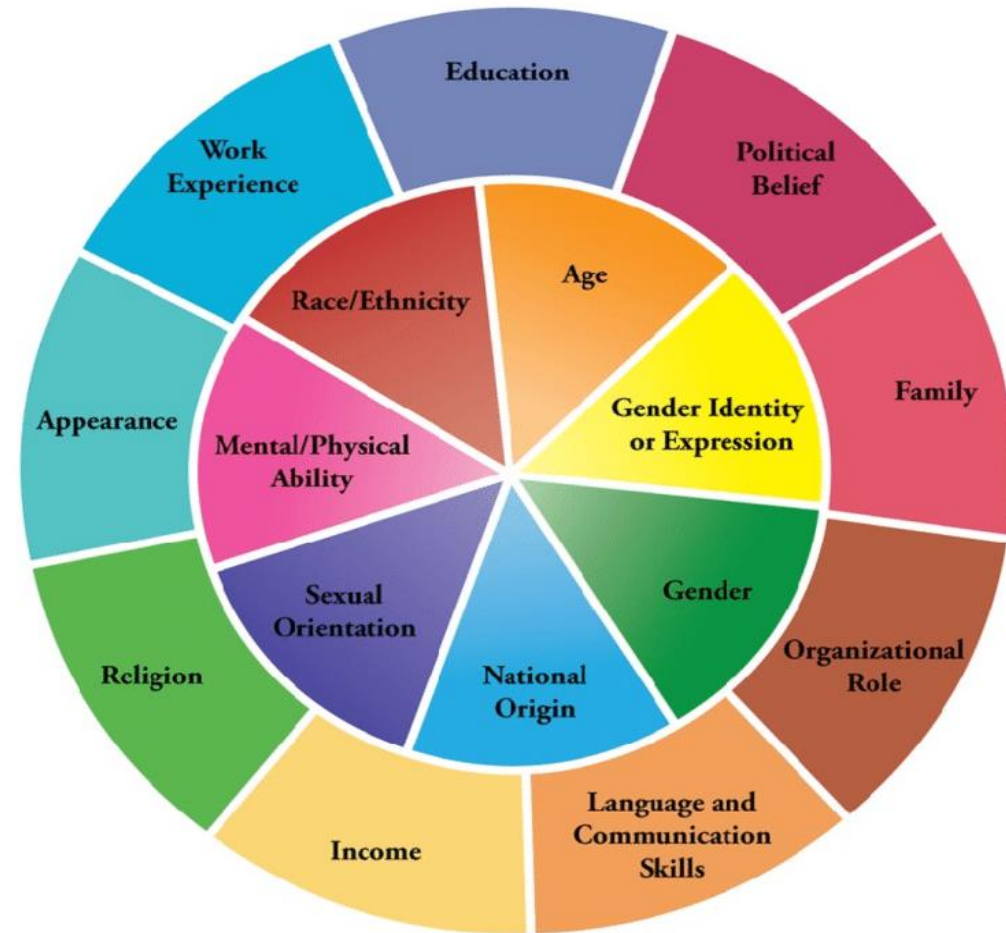 Education
Political
Belief
Family
Organizational
Role
Language and
Communication
Skills
Income
Religion
Appearance
Work
Experience
Age
Gender Identity
or Expression
Gender
National
Origin
Sexual
Orientation
Mental/Physical
Ability
Race/Ethnicity